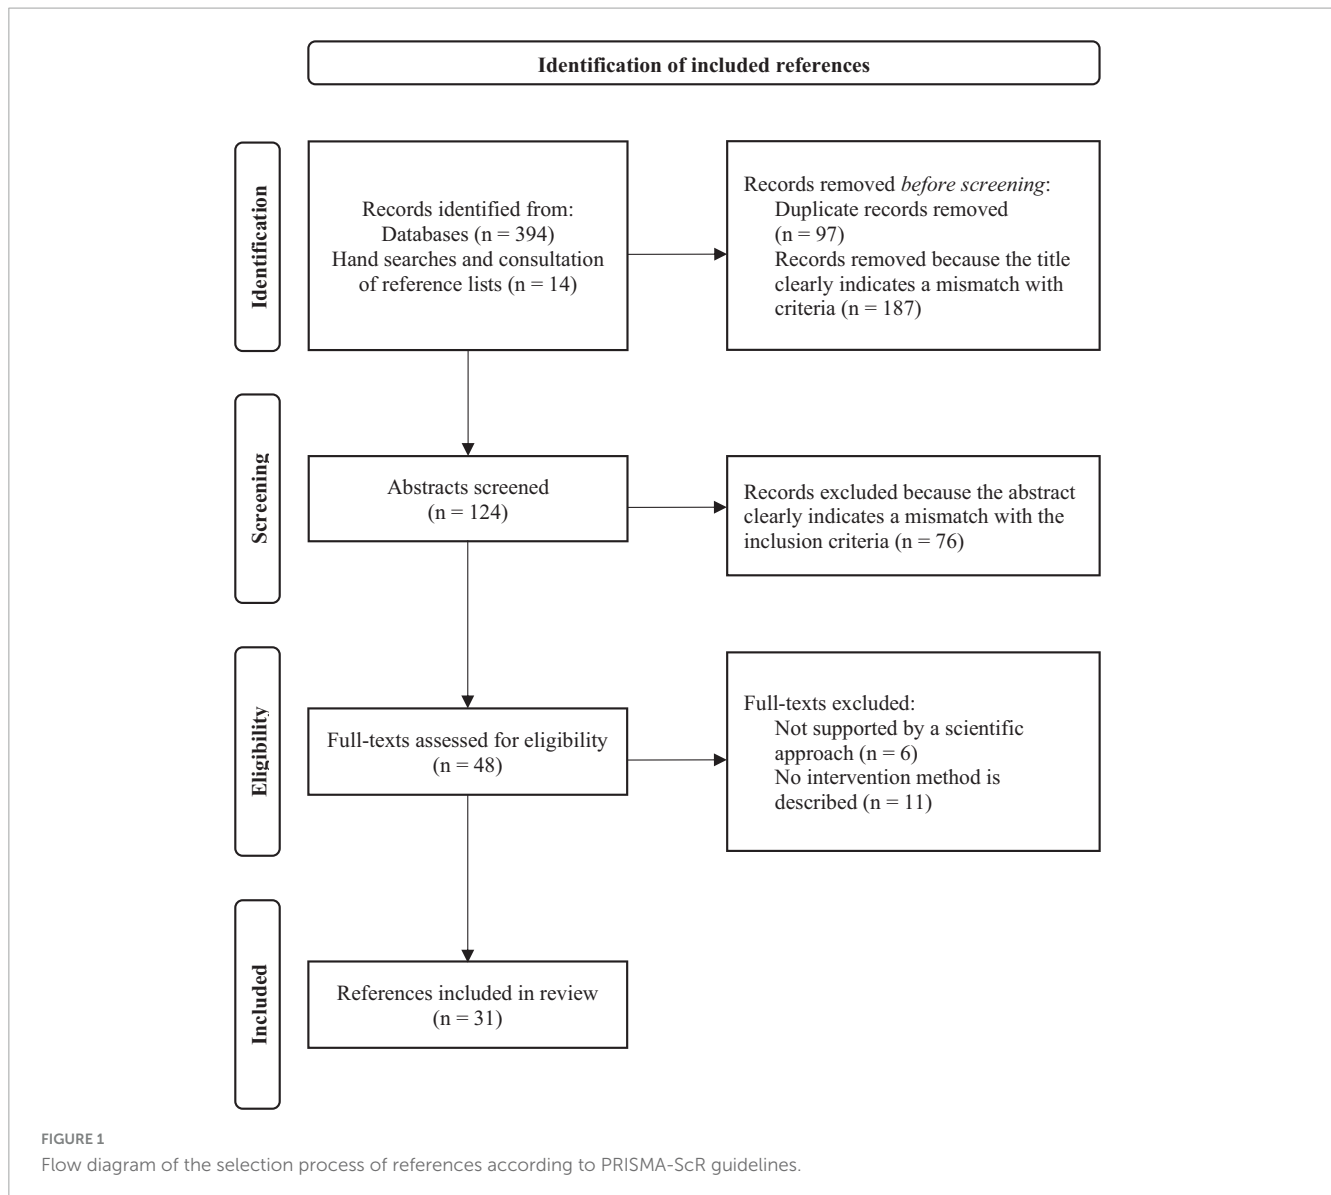 Identification of included references
Identification
Records identified from:
Databases (n = 394)
Hand searches and consultation
of reference lists (n = 14)
Records removed before screening:
Duplicate records removed
(n = 97)
Records removed because the title
clearly indicates a mismatch with
criteria (n = 187)
Screening
Abstracts screened
(n = 124)
Records excluded because the abstract
clearly indicates a mismatch with the
inclusion criteria (n = 76)
Eligibility
Full-texts assessed for eligibility
(n = 48)
Full-texts excluded:
Not supported by a scientific
approach (n = 6)
No intervention method is
described (n = 11)
Included
References included in review
(n = 31)
FIGURE 1
Flow diagram of the selection process of references according to PRISMA-ScR guidelines.